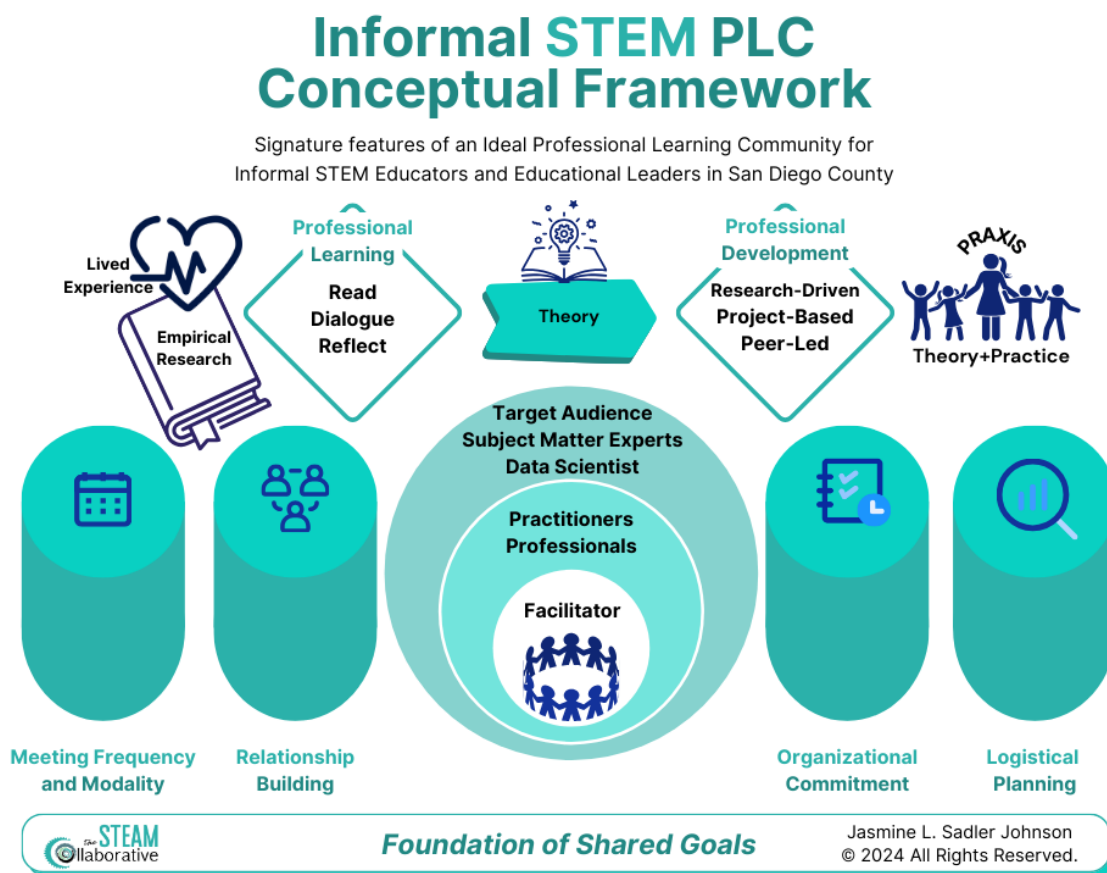 Informal STEM PLC
Conceptual Framework
Signature features of an Ideal Professional Learning Community for
Informal STEM Educators and Educational Leaders in San Diego County
Lived
Experience
Empirical
Research
Professional
Learning
Read
Dialogue
Reflect
Theory
Professional
Development
Research-Driven
Project-Based
Peer-Led
PRAXIS
Theory+Practice
Target Audience
Subject Matter Experts
Data Scientist
Practitioners
Professionals
Facilitator
Meeting Frequency
and Modality
Relationship
Building
Organizational
Commitment
Logistical
Planning
the STEAM
Collaborative
Foundation of Shared Goals
Jasmine L. Sadler Johnson
© 2024 All Rights Reserved.